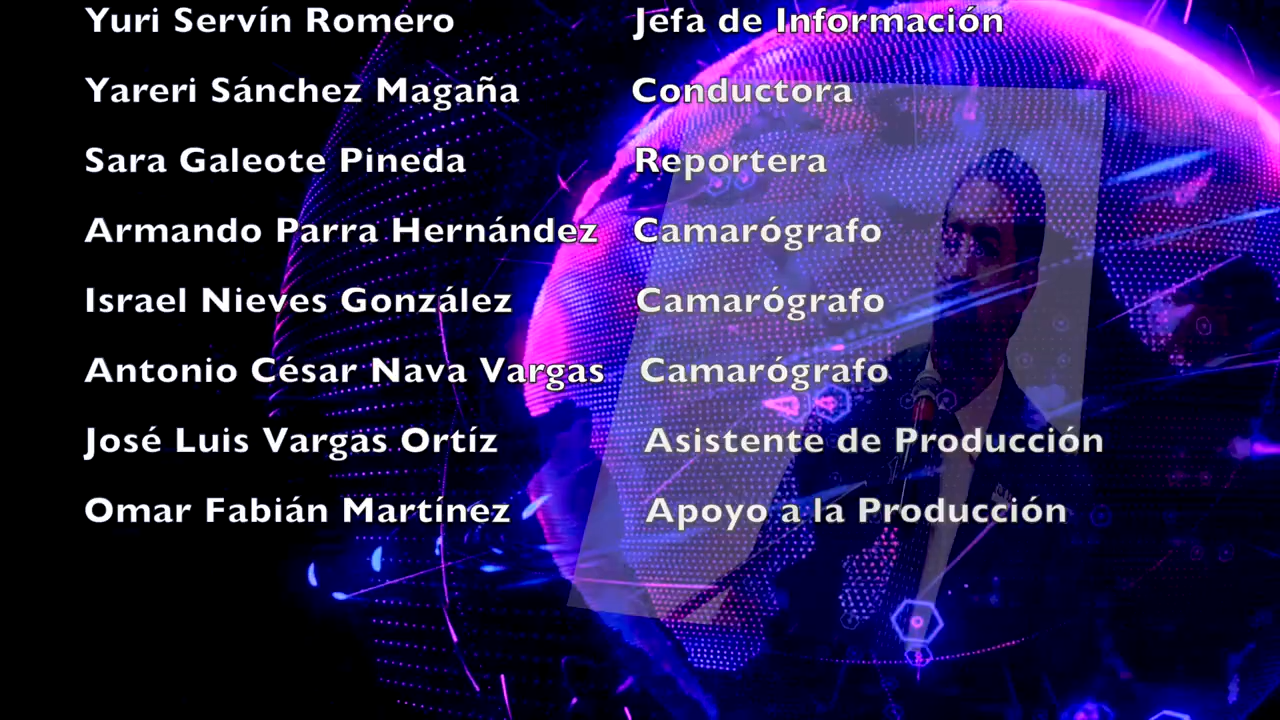 Yuri Servín Romero Jefa de Información
Yareri Sánchez Magaña Conductora
Sara Galeote Pineda Reportera
Armando Parra Hernández Camarógrafo
Israel Nieves González Camarógrafo
Antonio César Nava Vargas Camarógrafo
José Luis Vargas Ortíz Asistente de Producción
Omar Fabián Martínez Apoyo a la Producción